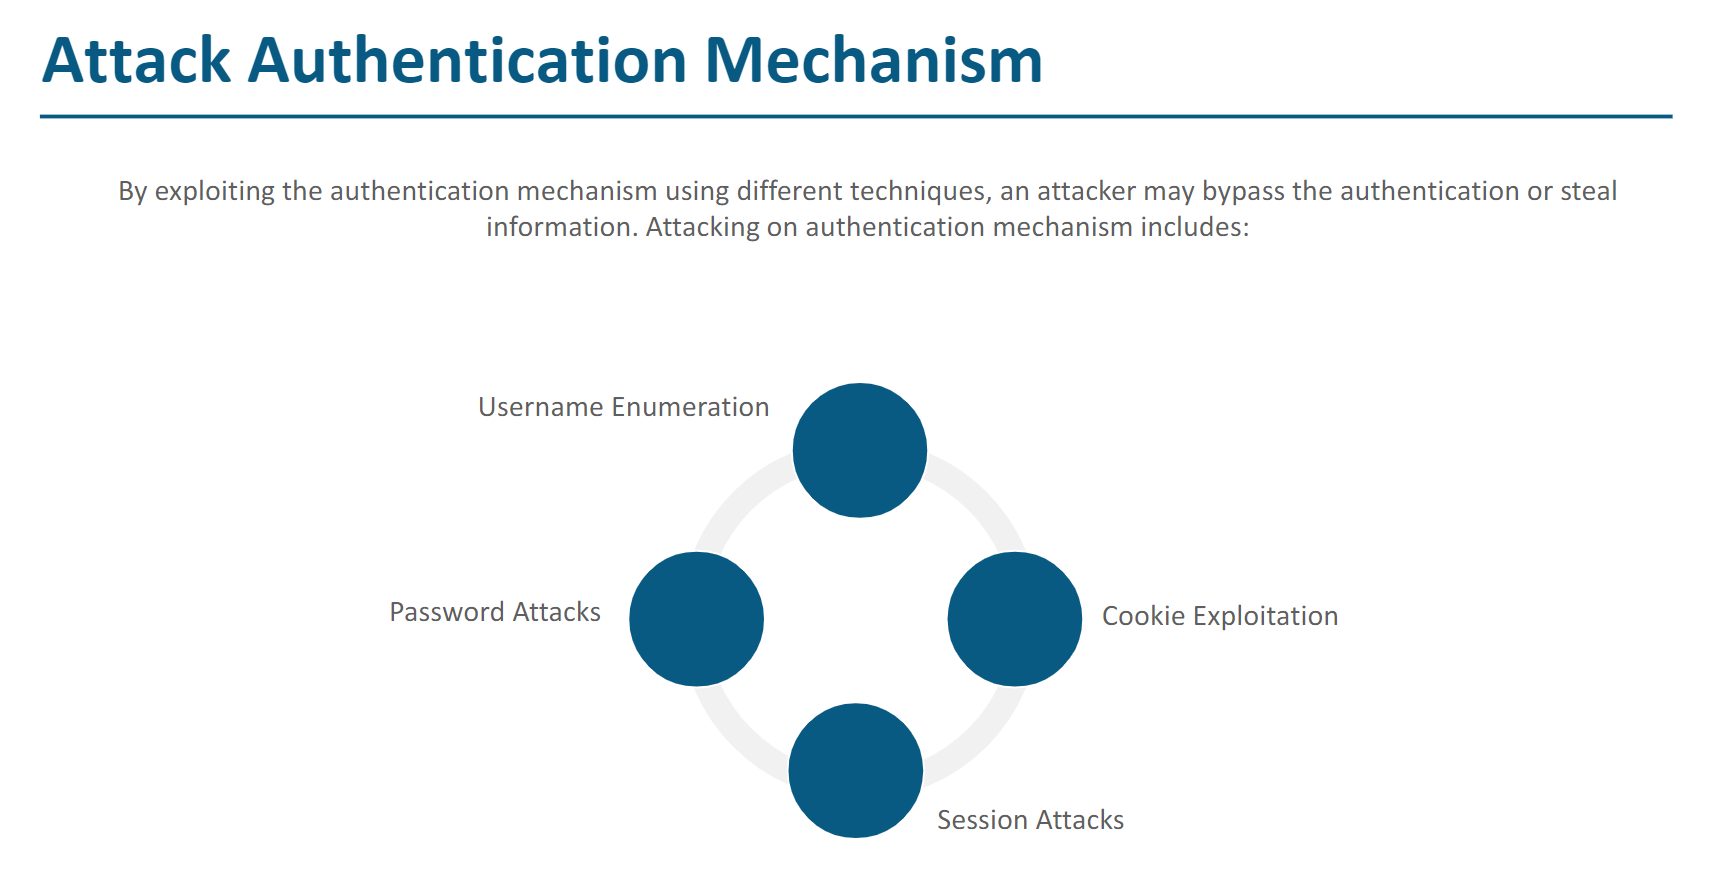 Attack Authentication Mechanism
By exploiting the authentication mechanism using different techniques, an attacker may bypass the authentication or steal
information. Attacking on authentication mechanism includes:
Username Enumeration
Password Attacks
Cookie Exploitation
Session Attacks